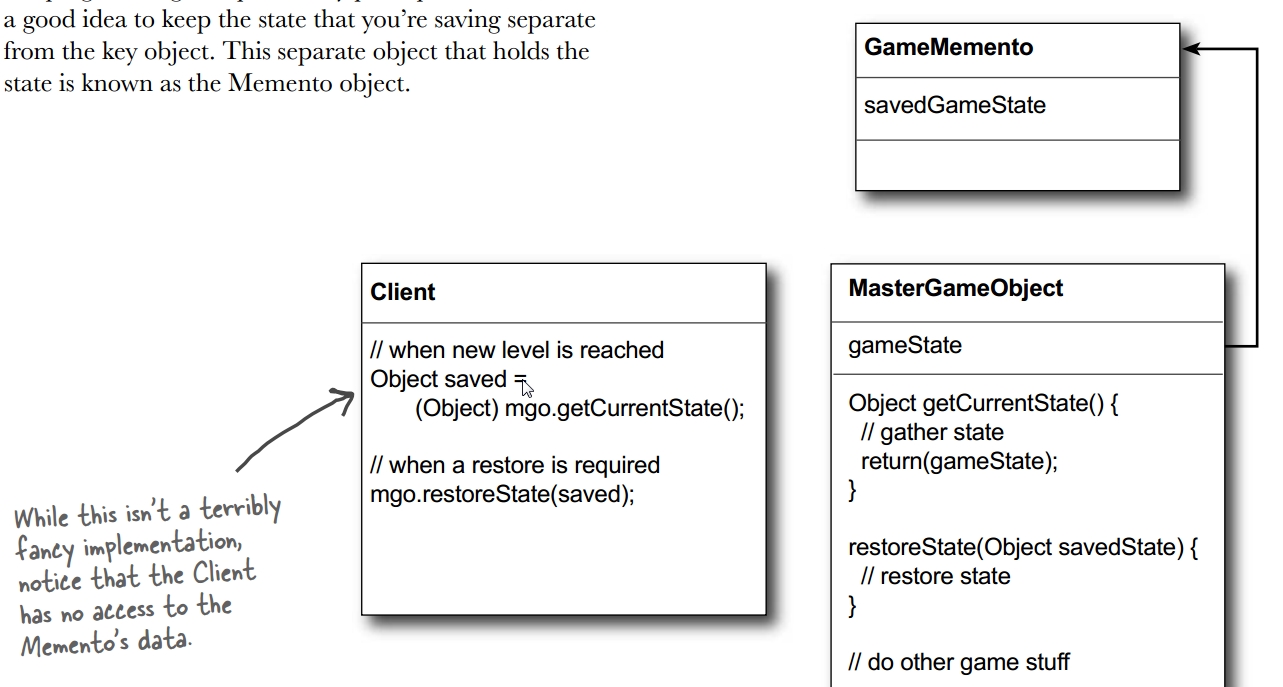 a good idea to keep the state that you’re saving separate
from the key object. This separate object that holds the
state is known as the Memento object.
GameMemento
savedGameState
Client
// when new level is reached
Object saved =
(Object) mgo.getCurrentState();
// when a restore is required
mgo.restoreState(saved);
MasterGameObject
gameState
Object getCurrentState() {
// gather state
return(gameState);
}
restoreState(Object savedState) {
// restore state
}
// do other game stuff
While this isn’t a terribly
fancy implementation,
notice that the Client
has no access to the
Memento’s data.